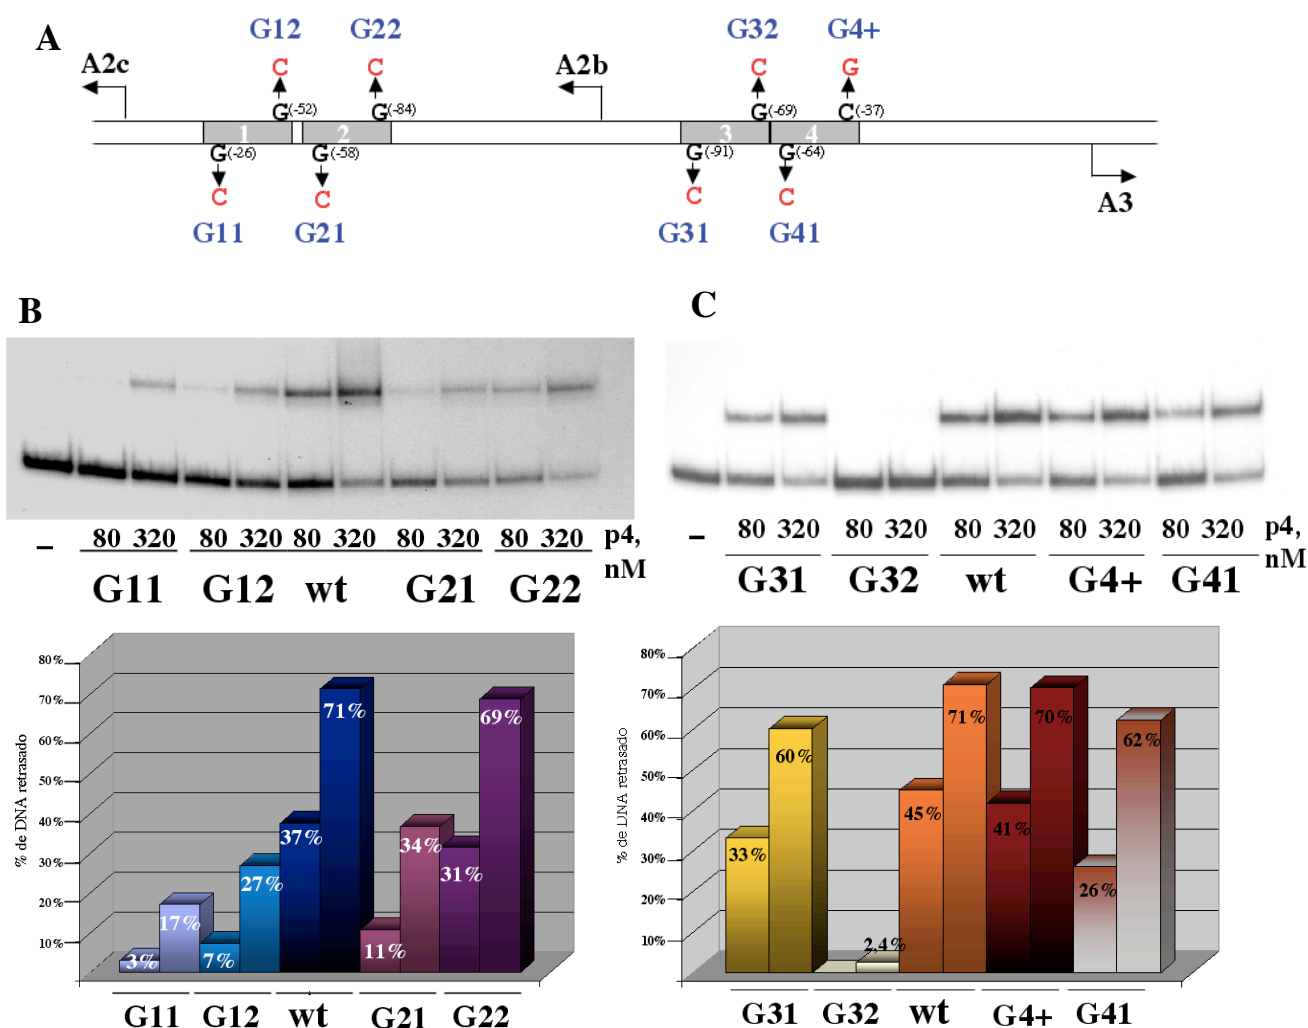 A
G12 G22 G32 G4+
C C C G
A2c A2b
G(-52) G(-84) G(-69) C(-37)
1 2 3 4
G(-26) G(-58) G(-91) G(-64)
C C C C
A3
G11 G21 G31 G41
B
– 80 320 80 320 80 320 80 320 80 320 p4, nM
G11 G12 wt G21 G22
% de DNA retrasado
80%
70%
60%
50%
40%
30%
20%
10%
3% 17% 7% 27% 37% 71% 11% 34% 31% 69%
G11 G12 wt G21 G22
C
– 80 320 80 320 80 320 80 320 80 320 p4, nM
G31 G32 wt G4+ G41
% de DNA retrasado
80%
70%
60%
50%
40%
30%
20%
10%
33% 60% 2,4% 45% 71% 41% 70% 26% 62%
G31 G32 wt G4+ G41